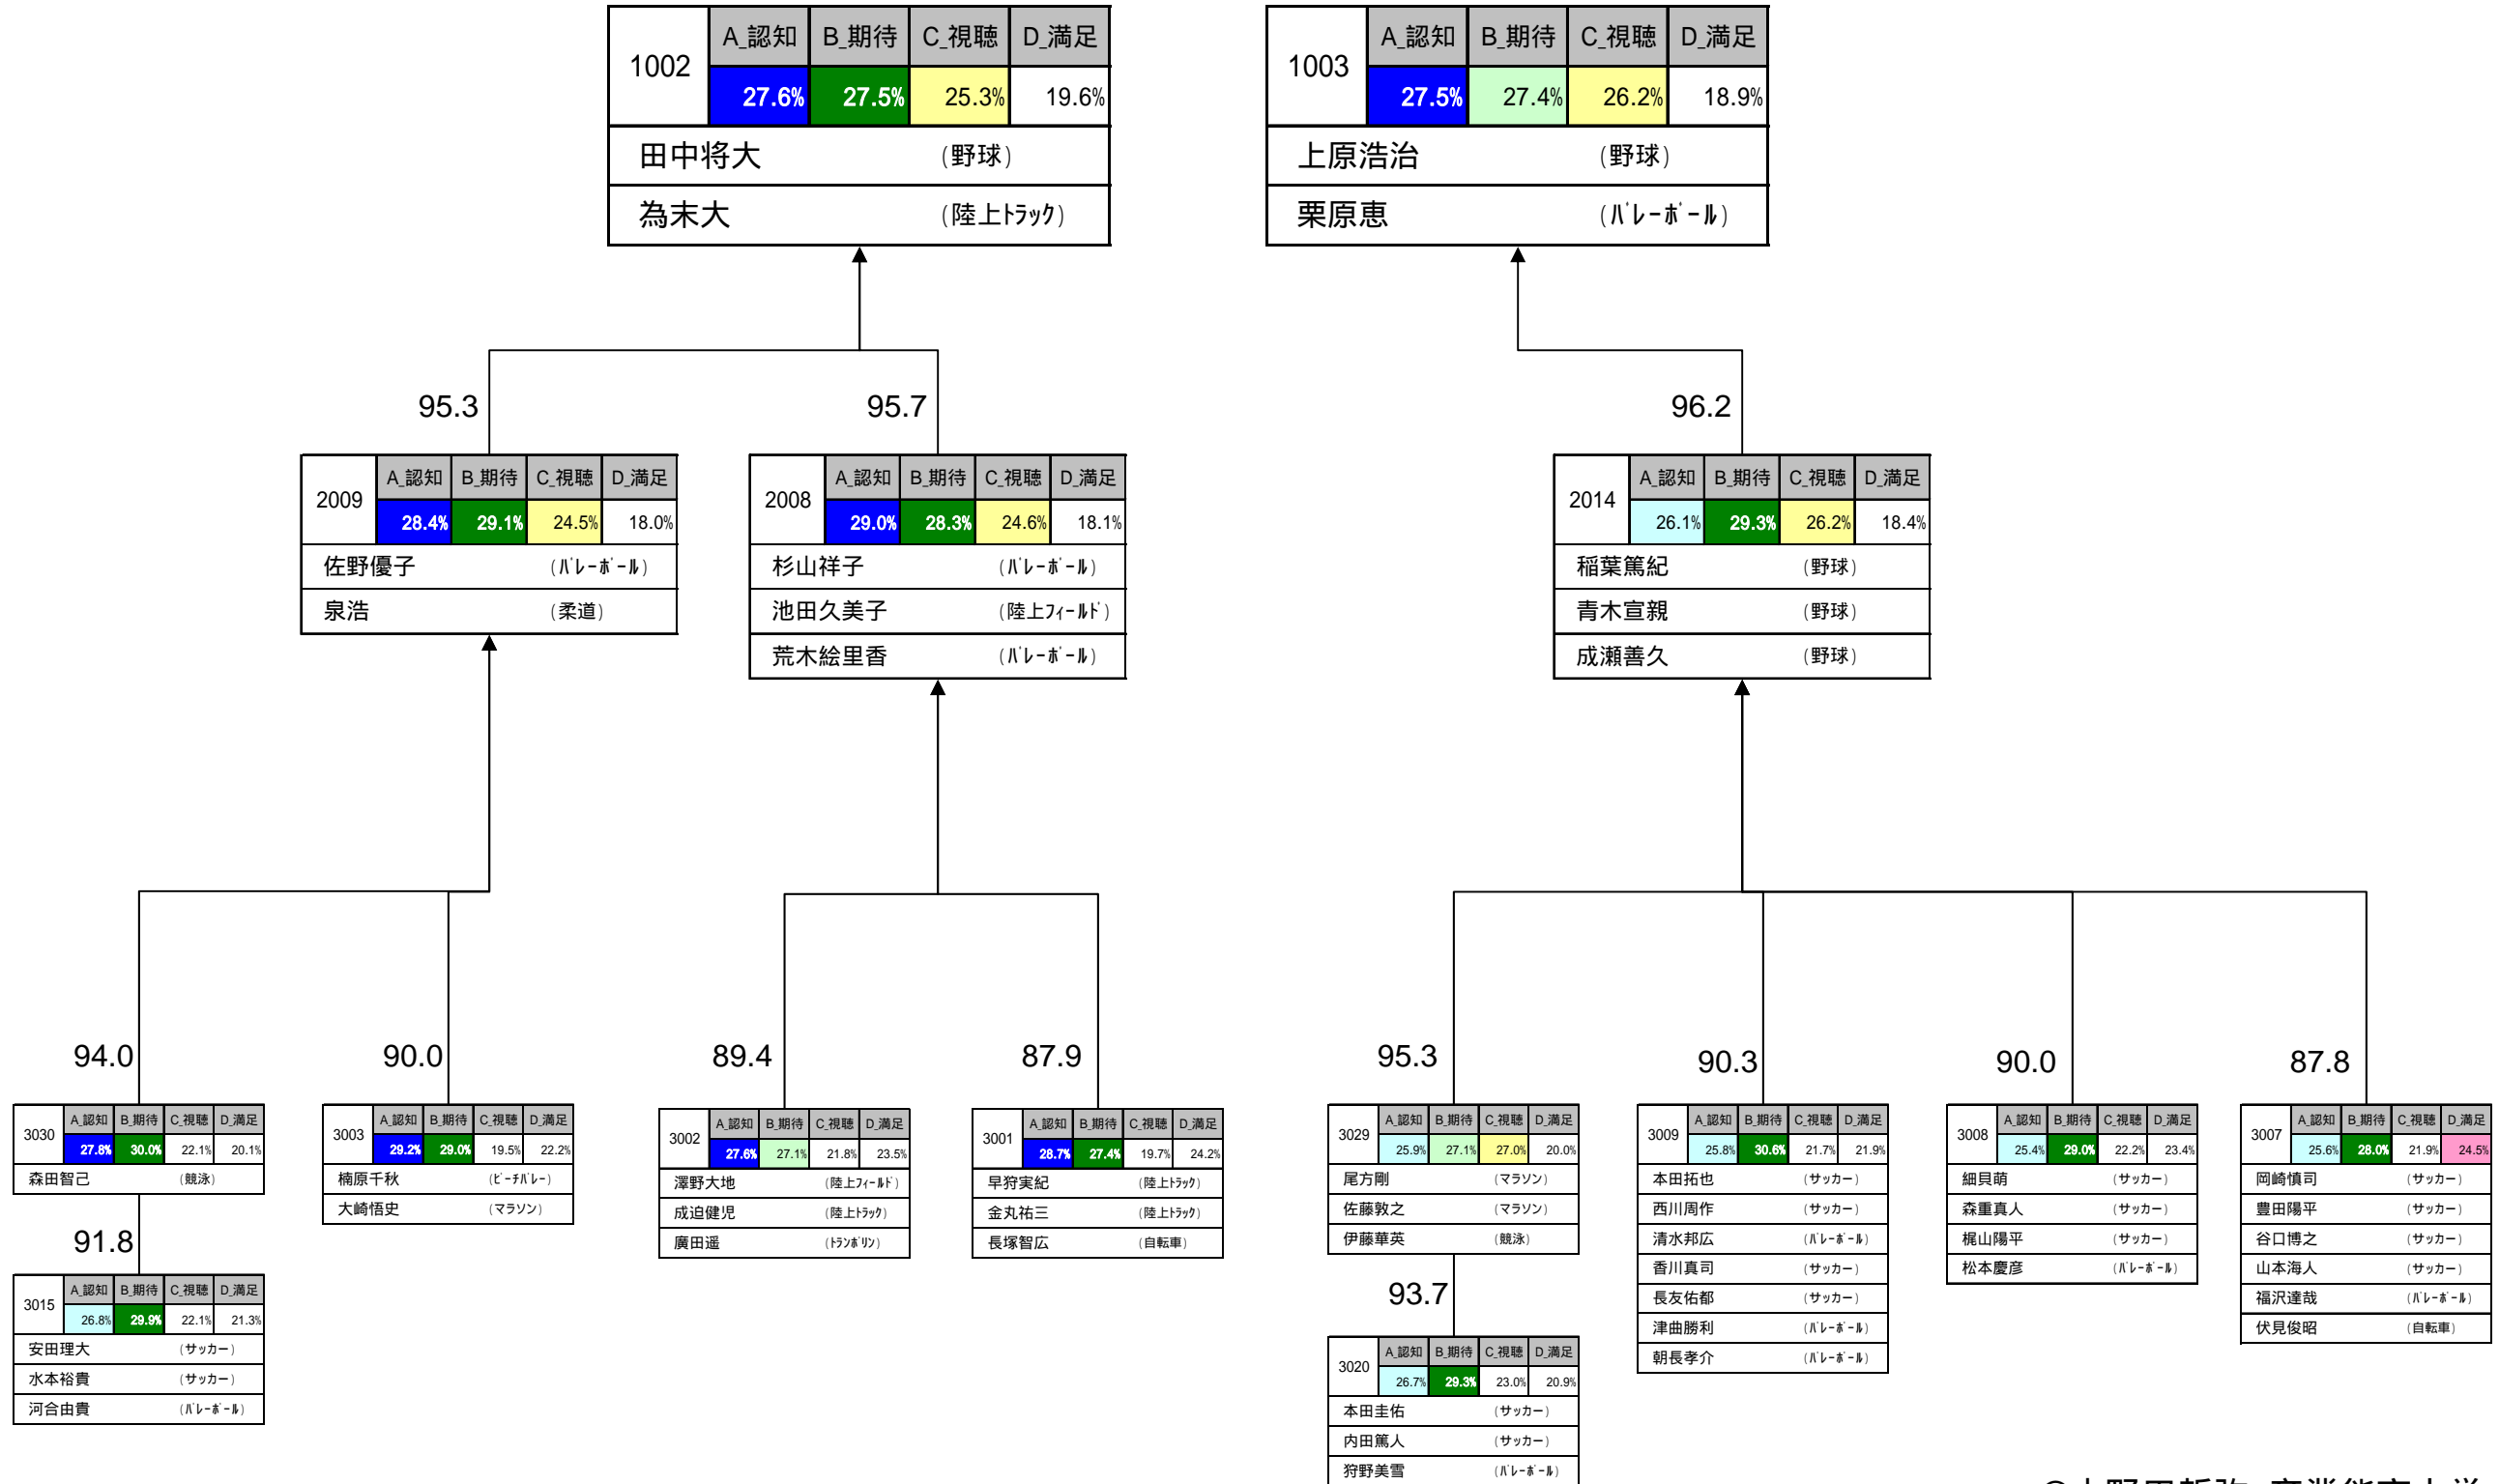 1002 A_認知 B_期待 C_視聴 D_満足
27.6% 27.5% 25.3% 19.6%
田中将大 (野球)
為末大 (陸上ﾄﾗｯｸ)
1003 A_認知 B_期待 C_視聴 D_満足
27.5% 27.4% 26.2% 18.9%
上原浩治 (野球)
栗原恵 (ﾊﾞﾚｰﾎﾞｰﾙ)
95.3
95.7
96.2
2009 A_認知 B_期待 C_視聴 D_満足
28.4% 29.1% 24.5% 18.0%
佐野優子 (ﾊﾞﾚｰﾎﾞｰﾙ)
泉浩 (柔道)
2008 A_認知 B_期待 C_視聴 D_満足
29.0% 28.3% 24.6% 18.1%
杉山祥子 (ﾊﾞﾚｰﾎﾞｰﾙ)
池田久美子 (陸上ﾌｨｰﾙﾄﾞ)
荒木絵里香 (ﾊﾞﾚｰﾎﾞｰﾙ)
2014 A_認知 B_期待 C_視聴 D_満足
26.1% 29.3% 26.2% 18.4%
稲葉篤紀 (野球)
青木宣親 (野球)
成瀬善久 (野球)
94.0
90.0
89.4
87.9
95.3
90.3
90.0
87.8
3030 A_認知 B_期待 C_視聴 D_満足
27.8% 30.0% 22.1% 20.1%
森田智己 (競泳)
91.8
3015 A_認知 B_期待 C_視聴 D_満足
26.8% 29.9% 22.1% 21.3%
安田理大 (サッカー)
水本裕貴 (サッカー)
河合由貴 (ﾊﾞﾚｰﾎﾞｰﾙ)
3003 A_認知 B_期待 C_視聴 D_満足
29.2% 29.0% 19.5% 22.2%
楠原千秋 (ﾋﾞｰﾁﾊﾞﾚｰ)
大崎悟史 (マラソン)
3002 A_認知 B_期待 C_視聴 D_満足
27.6% 27.1% 21.8% 23.5%
澤野大地 (陸上ﾌｨｰﾙﾄﾞ)
成迫健児 (陸上ﾄﾗｯｸ)
廣田遥 (ﾄﾗﾝﾎﾟﾘﾝ)
3001 A_認知 B_期待 C_視聴 D_満足
28.7% 27.4% 19.7% 24.2%
早狩実紀 (陸上ﾄﾗｯｸ)
金丸祐三 (陸上ﾄﾗｯｸ)
長塚智広 (自転車)
3029 A_認知 B_期待 C_視聴 D_満足
25.9% 27.1% 27.0% 20.0%
尾方剛 (マラソン)
佐藤敦之 (マラソン)
伊藤華英 (競泳)
93.7
3020 A_認知 B_期待 C_視聴 D_満足
26.7% 29.3% 23.0% 20.9%
本田圭佑 (サッカー)
内田篤人 (サッカー)
狩野美雪 (ﾊﾞﾚｰﾎﾞｰﾙ)
3009 A_認知 B_期待 C_視聴 D_満足
25.8% 30.6% 21.7% 21.9%
本田拓也 (サッカー)
西川周作 (サッカー)
清水邦広 (ﾊﾞﾚｰﾎﾞｰﾙ)
香川真司 (サッカー)
長友佑都 (サッカー)
津曲勝利 (ﾊﾞﾚｰﾎﾞｰﾙ)
朝長孝介 (ﾊﾞﾚｰﾎﾞｰﾙ)
3008 A_認知 B_期待 C_視聴 D_満足
25.4% 29.0% 22.2% 23.4%
細貝萌 (サッカー)
森重真人 (サッカー)
梶山陽平 (サッカー)
松本慶彦 (ﾊﾞﾚｰﾎﾞｰﾙ)
3007 A_認知 B_期待 C_視聴 D_満足
25.6% 28.0% 21.9% 24.5%
岡崎慎司 (サッカー)
豊田陽平 (サッカー)
谷口博之 (サッカー)
山本海人 (サッカー)
福沢達哉 (ﾊﾞﾚｰﾎﾞｰﾙ)
伏見俊昭 (自転車)